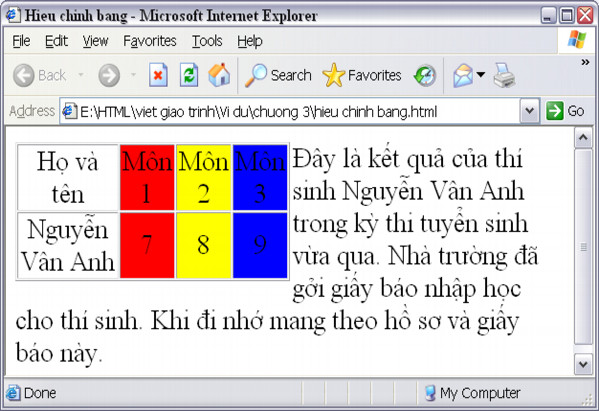 Hieu chinh bang - Microsoft Internet Explorer
File Edit View Favorites Tools Help
Back Search Favorites »
Address E:\HTML\viet giao trinh\Vi du\chuong 3\hieu chinh bang.html Go
Họ và tên Môn 1 Môn 2 Môn 3
Nguyễn Vân Anh 7 8 9
Đây là kết quả của thí
sinh Nguyễn Vân Anh
trong kỳ thi tuyển sinh
vừa qua. Nhà trường đã
gởi giấy báo nhập học
cho thí sinh. Khi đi nhớ mang theo hồ sơ và giấy
báo này.
Done My Computer